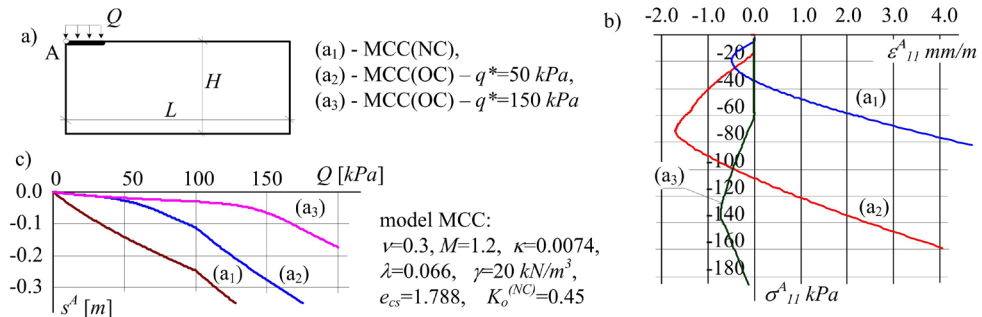 a)
Q
A
H
L
(a₁) - MCC(NC),
(a₂) - MCC(OC) – q*=50 kPa,
(a₃) - MCC(OC) – q*=150 kPa
b)
-2.0 -1.0 0.0 1.0 2.0 3.0 4.0
εᴬ₁₁ mm/m
-20
-40
-60
-80
-100
-120
-140
-160
-180
(a₁)
(a₂)
(a₃)
σᴬ₁₁ kPa
c)
0 50 100 150 Q [kPa]
0.0
-0.1
-0.2
-0.3
(a₃)
(a₁)
(a₂)
sᴬ [m]
model MCC:
ν=0.3, M=1.2, κ=0.0074,
λ=0.066, γ=20 kN/m³,
e_cs=1.788, Kₒ⁽ᴺᶜ⁾=0.45